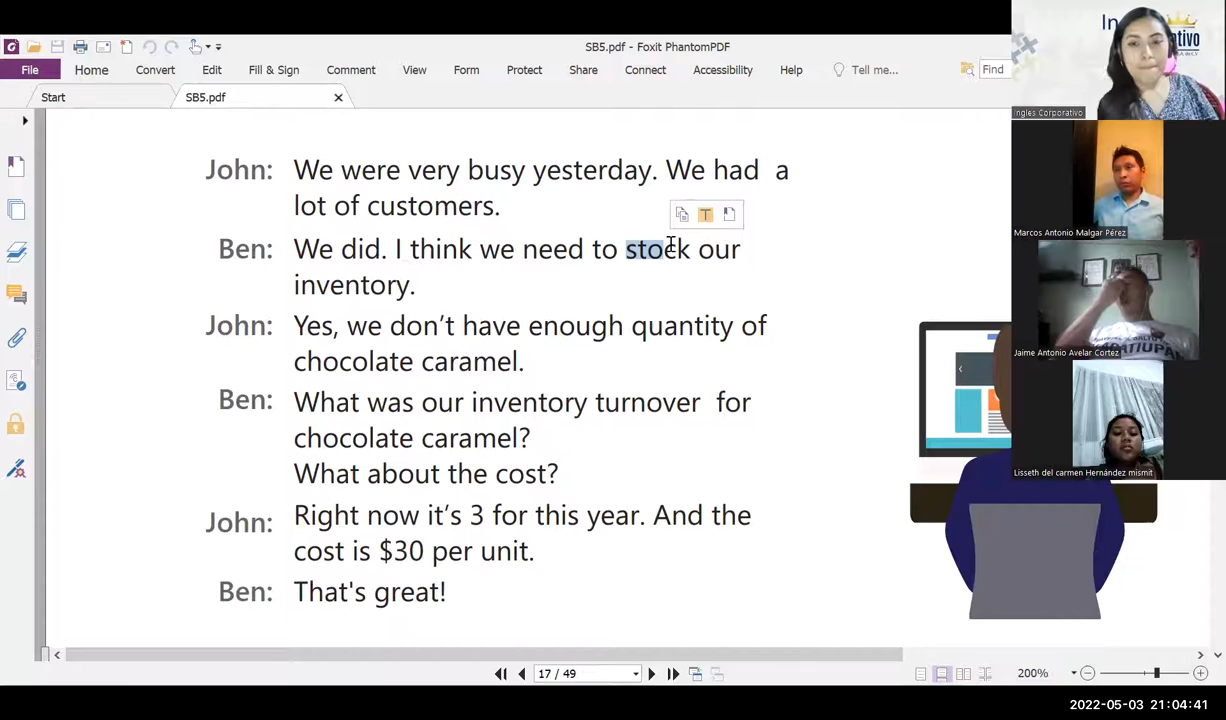 SB5.pdf - Foxit PhantomPDF
File Home Convert Edit Fill & Sign Comment View Form Protect Share Connect Accessibility Help Tell me... Find
Start SB5.pdf
John: We were very busy yesterday. We had a
lot of customers.
Ben: We did. I think we need to stock our
inventory.
John: Yes, we don't have enough quantity of
chocolate caramel.
Ben: What was our inventory turnover for
chocolate caramel?
What about the cost?
John: Right now it's 3 for this year. And the
cost is $30 per unit.
Ben: That's great!
17 / 49
200%
Ingles Corporativo
Marcos Antonio Malgar Pérez
Jaime Antonio Avelar Cortez
Lisseth del carmen Hernández mismit
2022-05-03 21:04:41